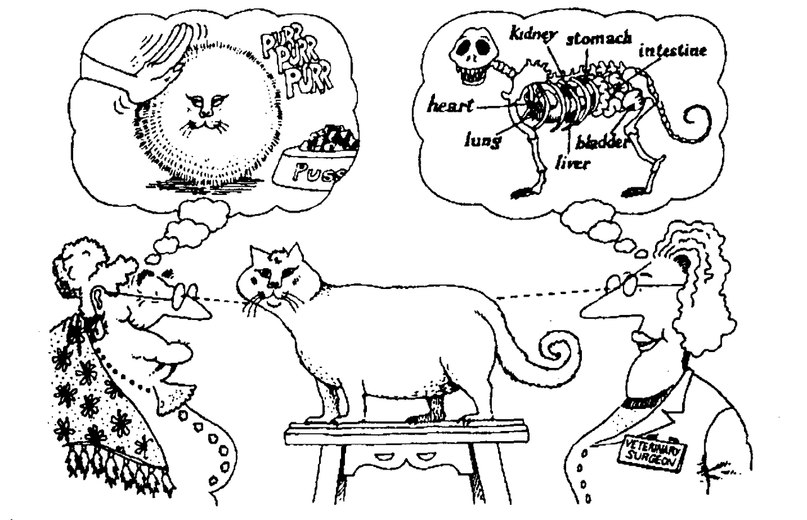 PURR
PURR
PURR
PUSS
kidney
stomach
intestine
heart
lung
bladder
liver
VETERINARY
SURGEON